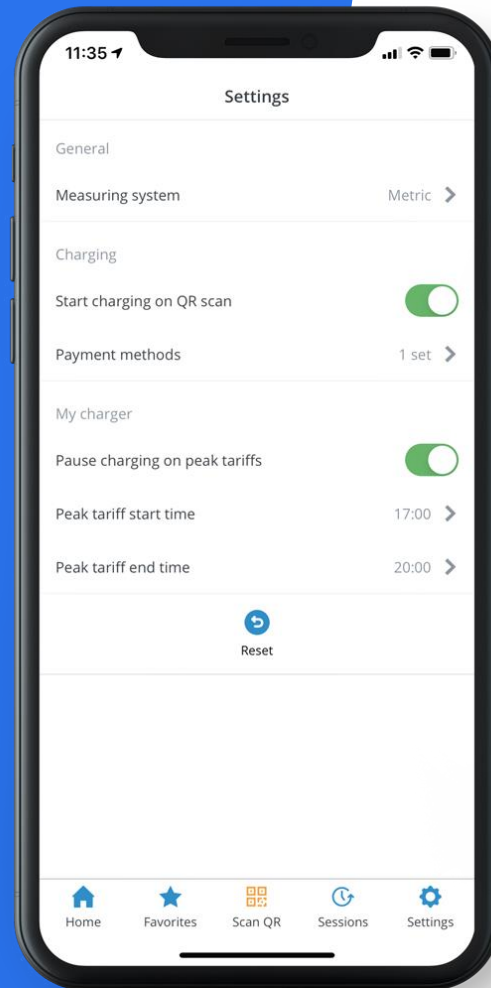 11:35
Settings
General
Measuring system Metric
Charging
Start charging on QR scan
Payment methods 1 set
My charger
Pause charging on peak tariffs
Peak tariff start time 17:00
Peak tariff end time 20:00
Reset
Home Favorites Scan QR Sessions Settings